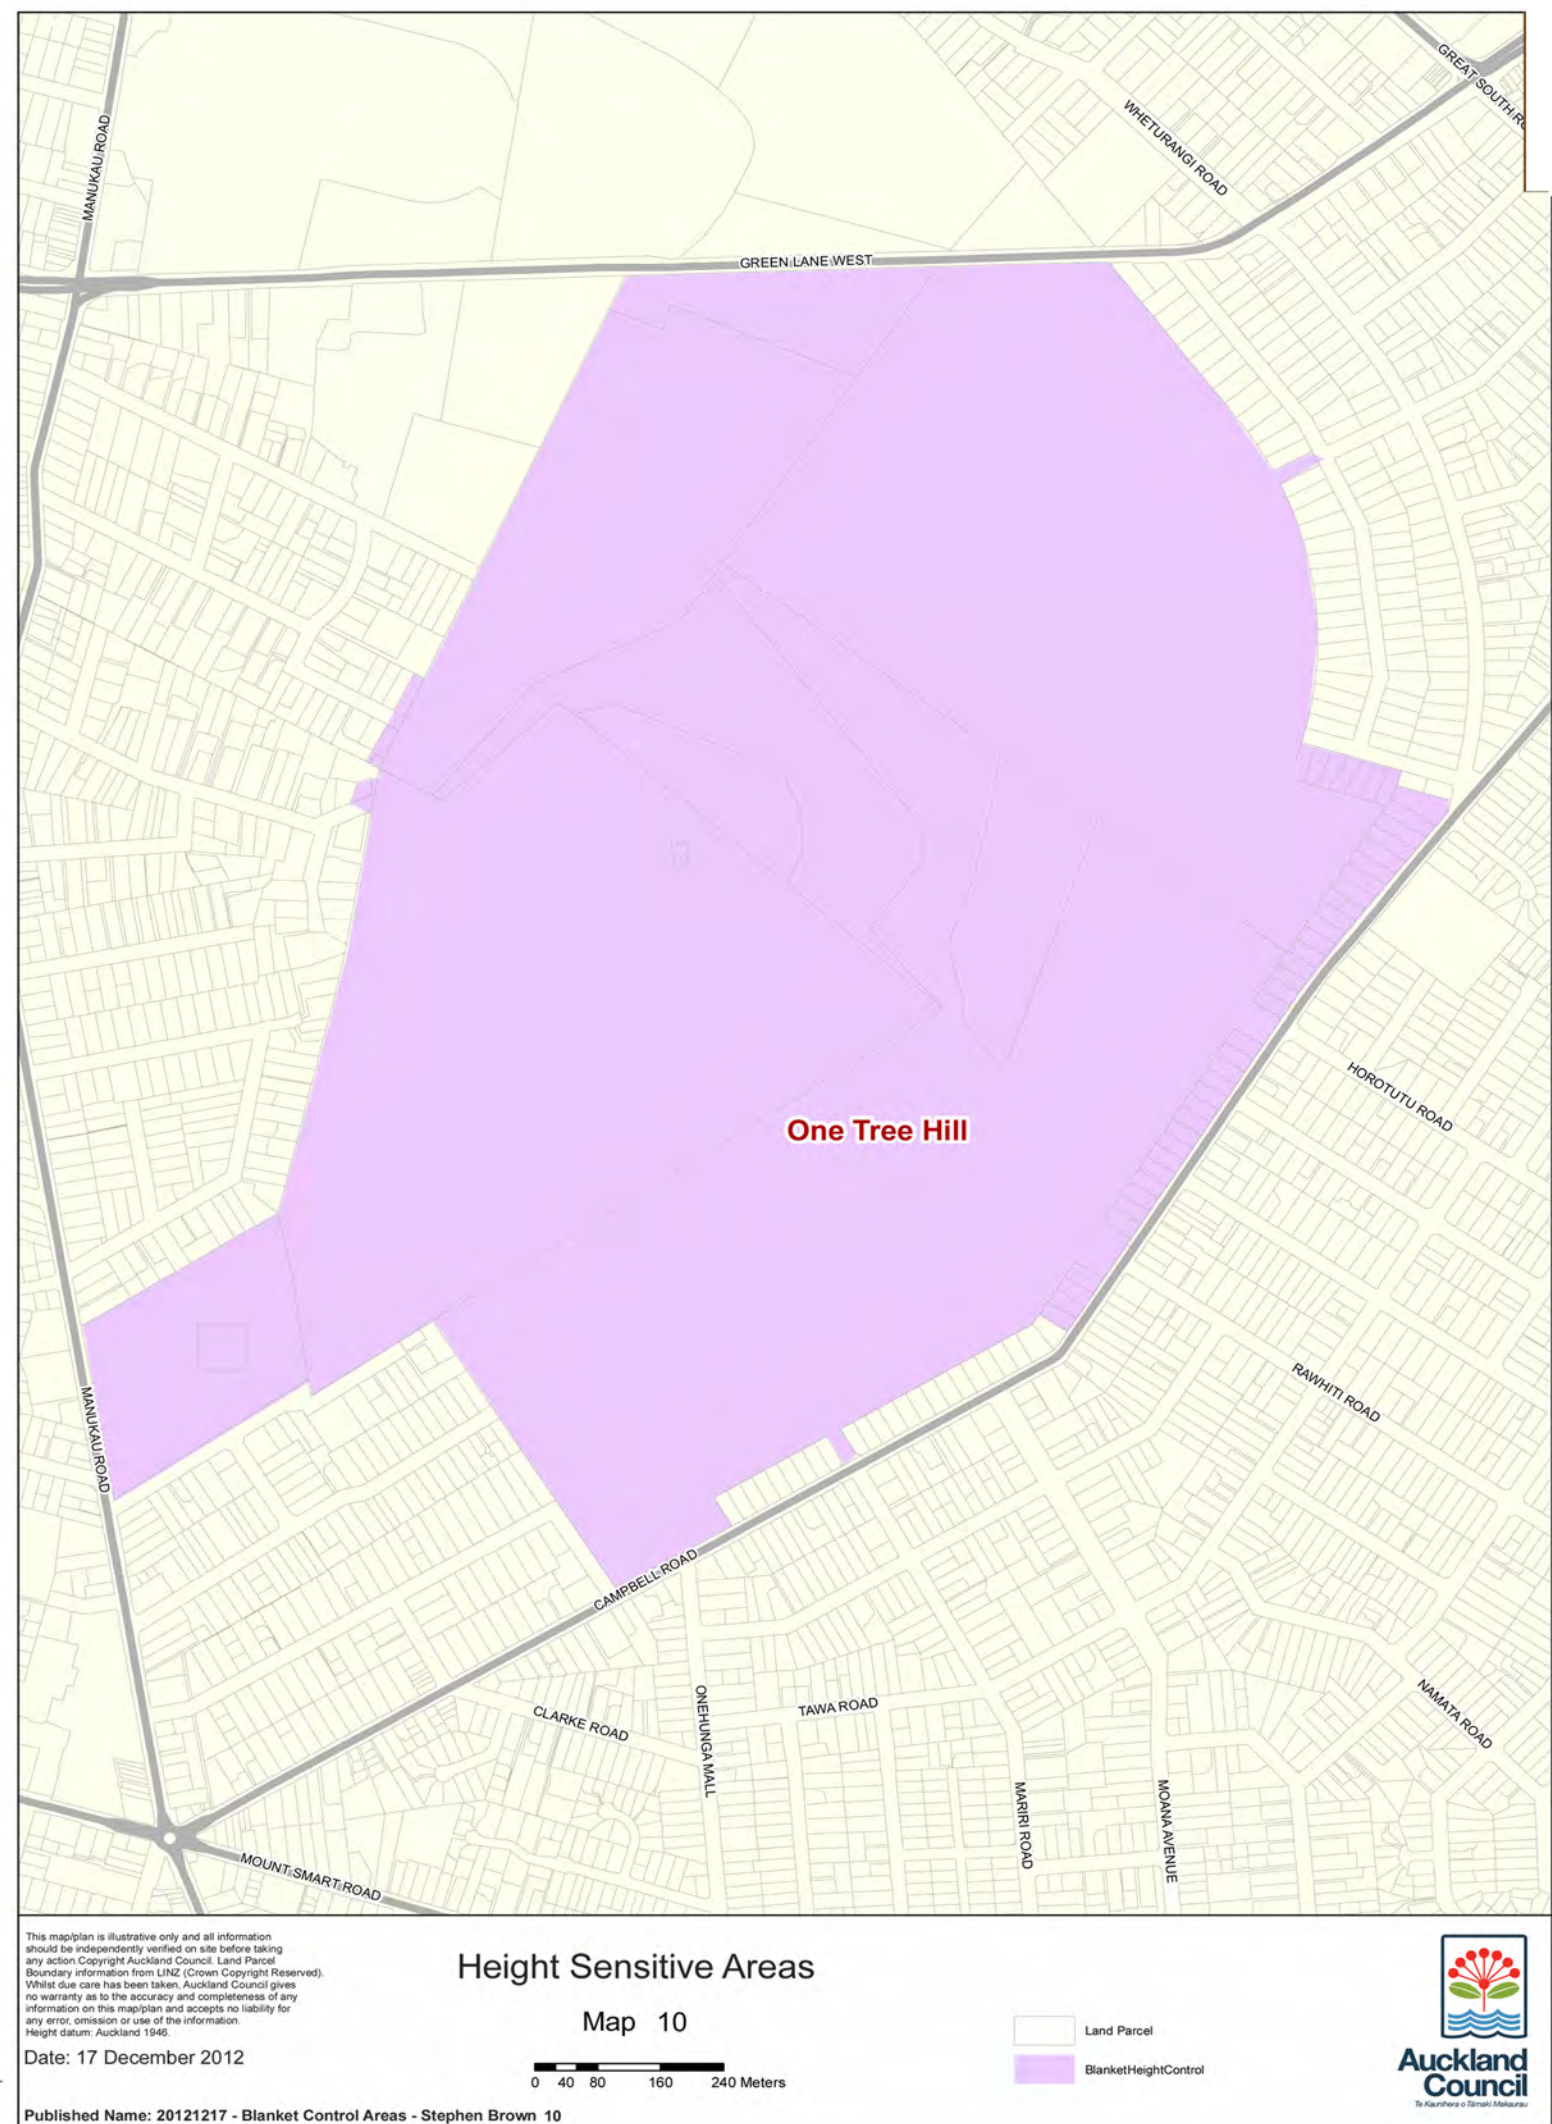 GREAT SOUTH
WHETURANGI ROAD
MANUKAU ROAD
GREEN LANE WEST
HOROTUTU ROAD
One Tree Hill
RAWHITI ROAD
MANUKAU ROAD
CAMPBELL ROAD
CLARKE ROAD
ONEHUNGA MALL
TAWA ROAD
NAMATA ROAD
MARIRI ROAD
MOANA AVENUE
MOUNT SMART ROAD
This map/plan is illustrative only and all information
should be independently verified on site before taking
any action.Copyright Auckland Council. Land Parcel
Boundary information from LINZ (Crown Copyright Reserved).
Whilst due care has been taken, Auckland Council gives
no warranty as to the accuracy and completeness of any
information on this map/plan and accepts no liability for
any error, omission or use of the information.
Height datum: Auckland 1946.
Date: 17 December 2012
Height Sensitive Areas
Map 10
0 40 80 160 240 Meters
Land Parcel
BlanketHeightControl
Auckland
Council
Te Kaunihera o Tāmaki Makaurau
Published Name: 20121217 - Blanket Control Areas - Stephen Brown 10